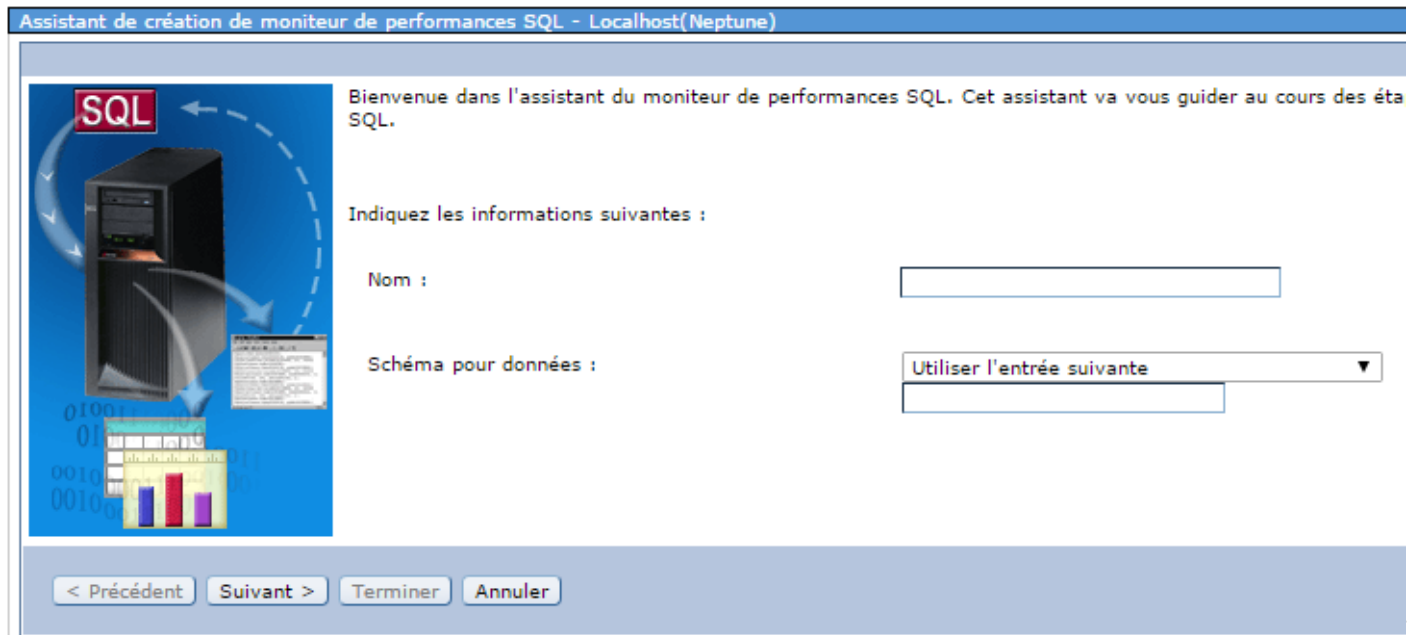 Assistant de création de moniteur de performances SQL - Localhost(Neptune)
SQL
Bienvenue dans l'assistant du moniteur de performances SQL. Cet assistant va vous guider au cours des éta
SQL.
Indiquez les informations suivantes :
Nom :
Schéma pour données :
Utiliser l'entrée suivante
< Précédent
Suivant >
Terminer
Annuler